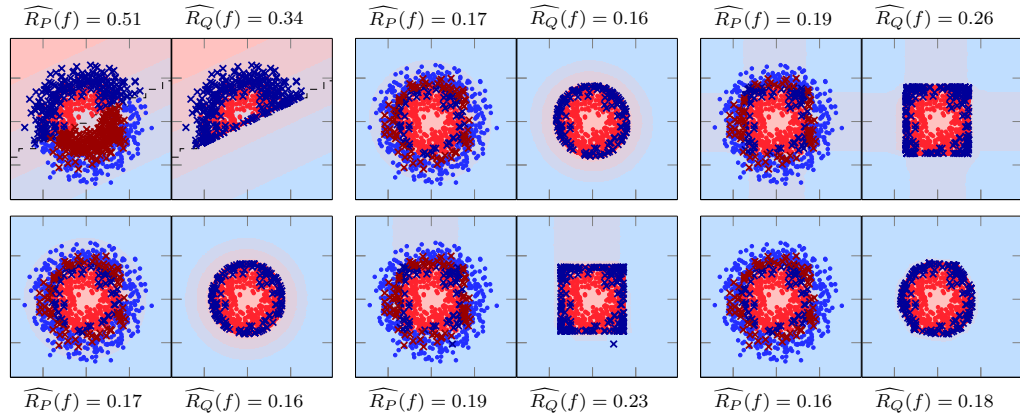 $\widehat{R_P}(f) = 0.51$ $\widehat{R_Q}(f) = 0.34$ $\widehat{R_P}(f) = 0.17$ $\widehat{R_Q}(f) = 0.16$ $\widehat{R_P}(f) = 0.19$ $\widehat{R_Q}(f) = 0.26$
$\widehat{R_P}(f) = 0.17$ $\widehat{R_Q}(f) = 0.16$ $\widehat{R_P}(f) = 0.19$ $\widehat{R_Q}(f) = 0.23$ $\widehat{R_P}(f) = 0.16$ $\widehat{R_Q}(f) = 0.18$